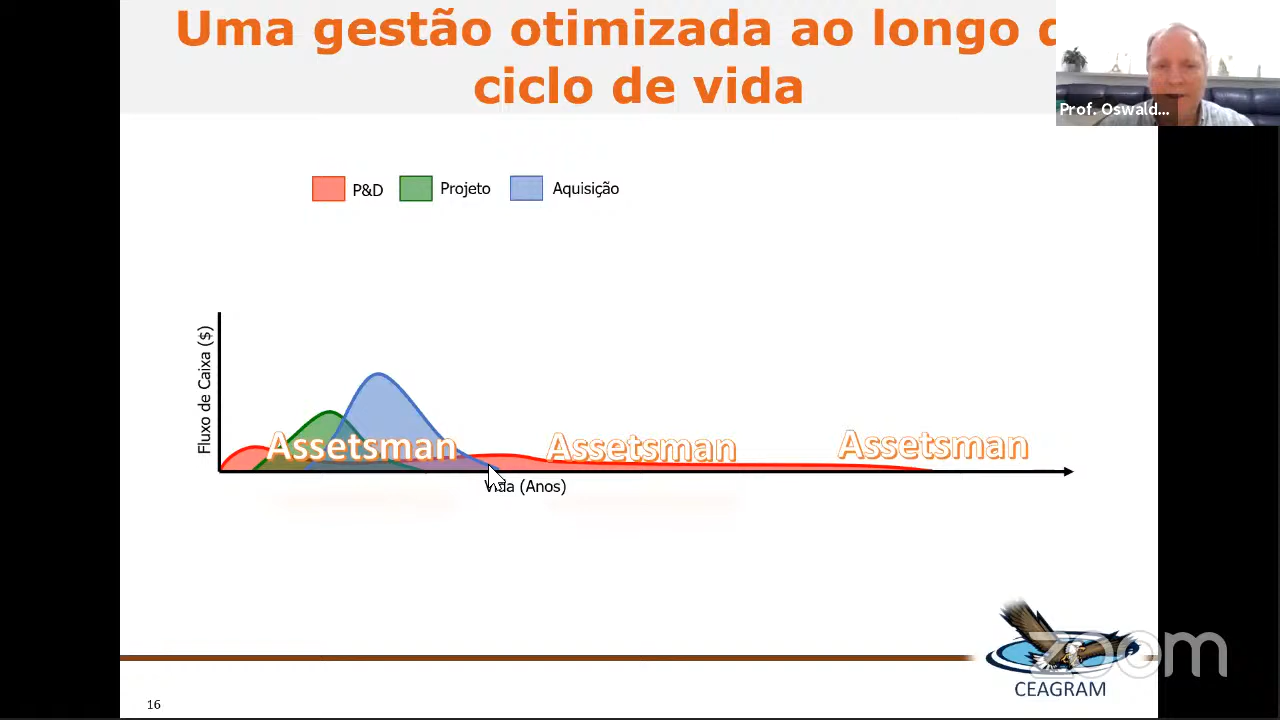 Uma gestão otimizada ao longo
ciclo de vida
Prof. Oswald...
P&D Projeto Aquisição
Fluxo de Caixa ($)
Assetsman Assetsman Assetsman
(Anos)
zoom
CEAGRAM
16